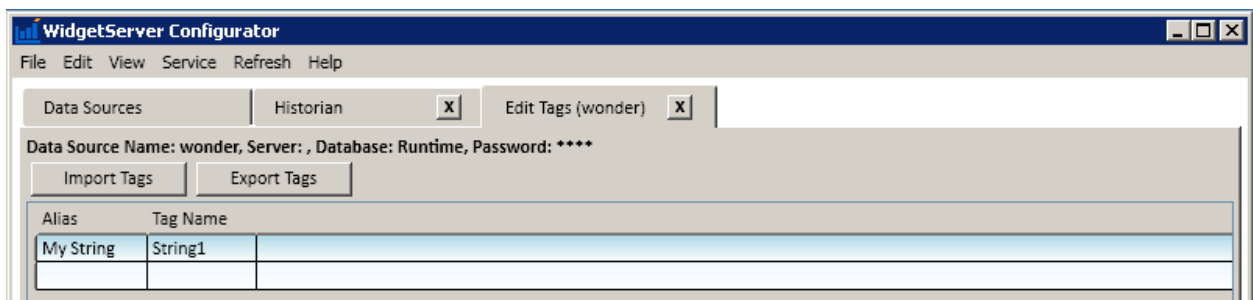 WidgetServer Configurator
File Edit View Service Refresh Help
Data Sources Historian X Edit Tags (wonder) X
Data Source Name: wonder, Server: , Database: Runtime, Password: ****
Import Tags Export Tags
Alias Tag Name
My String String1